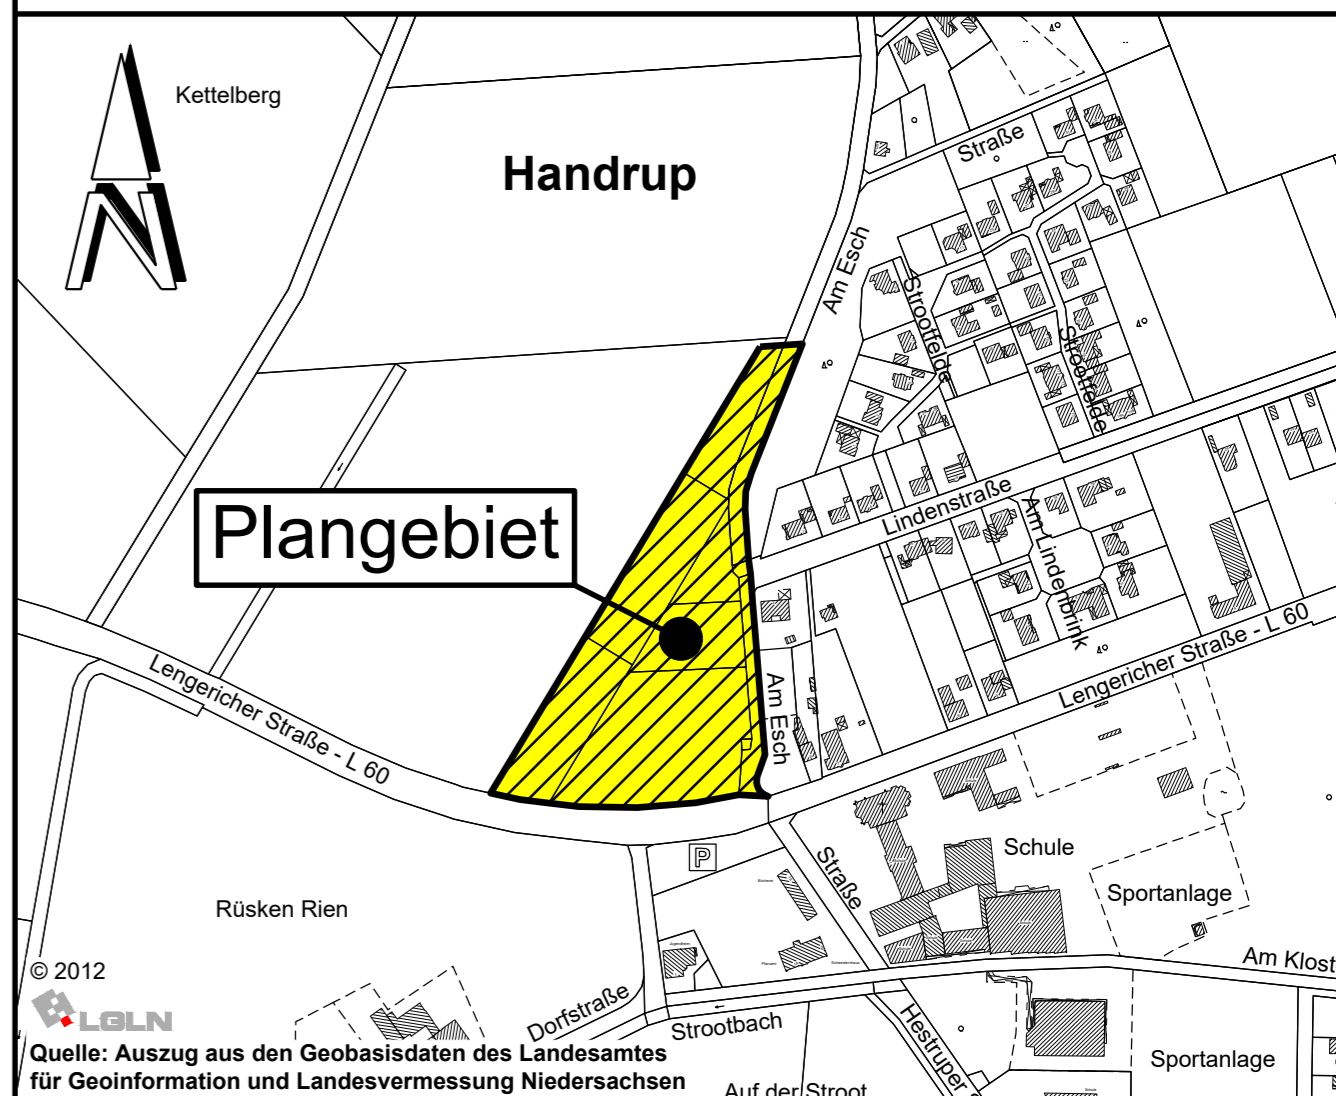 Kettelberg
Handrup
Straße
Am Esch
Strootfelde
Strootfelde
Plangebiet
Lindenstraße
Am Lindenbrink
Lengericher Straße - L 60
Lengericher Straße - L 60
Am Esch
P
Straße
Schule
Sportanlage
Rüsken Rien
Am Klost
© 2012
LGLN
Dorfstraße
Strootbach
Hestruper
Sportanlage
Quelle: Auszug aus den Geobasisdaten des Landesamtes
für Geoinformation und Landesvermessung Niedersachsen
Auf der Stroot